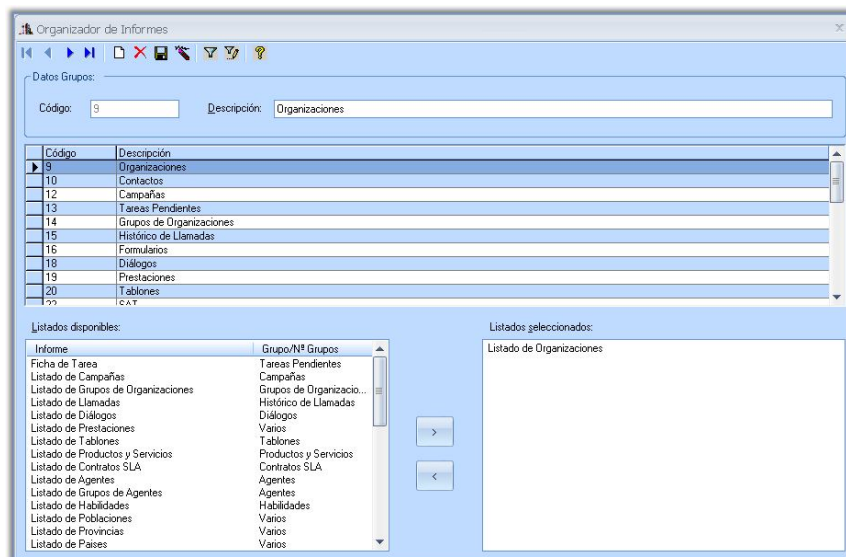 Organizador de Informes
Datos Grupos:
Código: 9 Descripción: Organizaciones
Código Descripción
9 Organizaciones
10 Contactos
12 Campañas
13 Tareas Pendientes
14 Grupos de Organizaciones
15 Histórico de Llamadas
16 Formularios
18 Diálogos
19 Prestaciones
20 Tablones
22 SAT
Listados disponibles: Listados seleccionados:
Informe Grupo/Nª Grupos Listado de Organizaciones
Ficha de Tarea Tareas Pendientes
Listado de Campañas Campañas
Listado de Grupos de Organizaciones Grupos de Organizacio...
Listado de Llamadas Histórico de Llamadas
Listado de Diálogos Diálogos
Listado de Prestaciones Varios
Listado de Tablones Tablones
Listado de Productos y Servicios Productos y Servicios
Listado de Contratos SLA Contratos SLA
Listado de Agentes Agentes
Listado de Grupos de Agentes Agentes
Listado de Habilidades Habilidades
Listado de Poblaciones Varios
Listado de Provincias Varios
Listado de Paises Varios